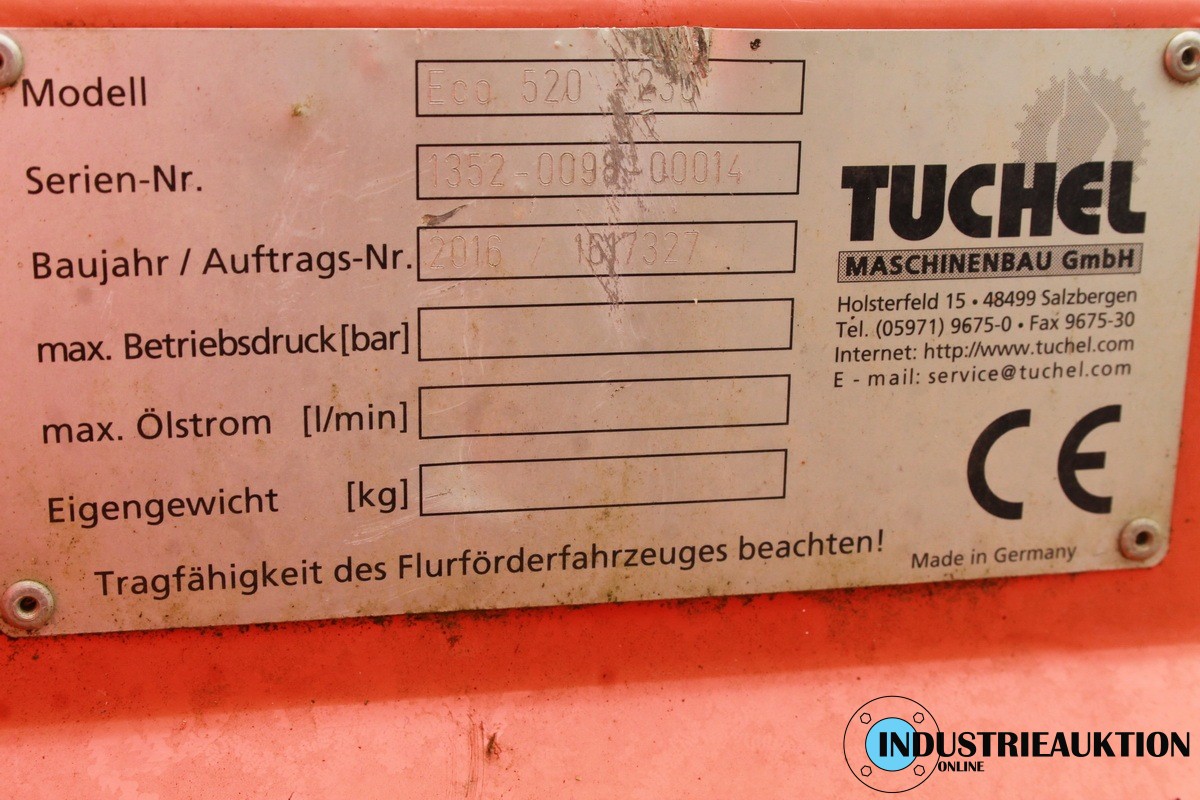 Modell Eco 520 230
Serien-Nr. 1352-0098-00014
Baujahr / Auftrags-Nr. 2016 / 1617327
max. Betriebsdruck [bar]
max. Ölstrom [l/min]
Eigengewicht [kg]
Tragfähigkeit des Flurförderfahrzeuges beachten!
TUCHEL
MASCHINENBAU GmbH
Holsterfeld 15 • 48499 Salzbergen
Tel. (05971) 9675-0 • Fax 9675-30
Internet: http://www.tuchel.com
E - mail: service@tuchel.com
CE
Made in Germany
INDUSTRIEAUKTION
ONLINE